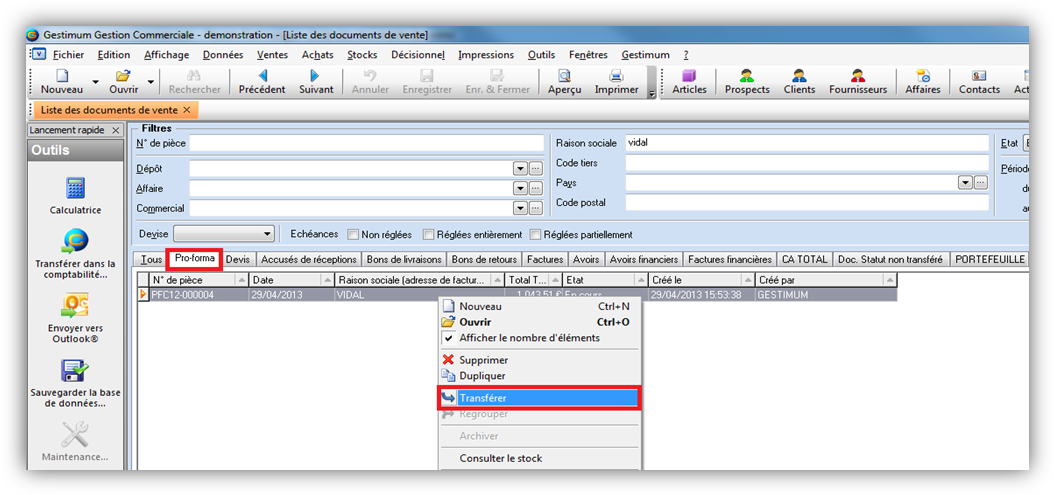 Gestimum Gestion Commerciale - demonstration - [Liste des documents de vente]
Fichier Edition Affichage Données Ventes Achats Stocks Décisionnel Impressions Outils Fenêtres Gestimum ?
Nouveau Ouvrir Rechercher Précédent Suivant Annuler Enregistrer Enr. & Fermer Aperçu Imprimer Articles Prospects Clients Fournisseurs Affaires Contacts
Liste des documents de vente
Lancement rapide
Outils
Calculatrice
Transférer dans la
comptabilité...
Envoyer vers
Outlook®
Sauvegarder la base
de données...
Maintenance...
Filtres
N° de pièce Raison sociale vidal Etat
Dépôt Code tiers
Affaire Pays
Commercial Code postal
Devise Echéances Non réglées Réglées entièrement Réglées partiellement
Tous Pro-forma Devis Accusés de réceptions Bons de livraisons Bons de retours Factures Avoirs Avoirs financiers Factures financières CA TOTAL Doc. Statut non transféré PORTEFEUILLE
N° de pièce Date Raison sociale (adresse de factur... Total T... Etat Créé le Créé par
PFC12-000004 29/04/2013 VIDAL 1 043,51 € En cours 29/04/2013 15:53:38 GESTIMUM
Nouveau Ctrl+N
Ouvrir Ctrl+O
Afficher le nombre d'éléments
Supprimer
Dupliquer
Transférer
Regrouper
Archiver
Consulter le stock